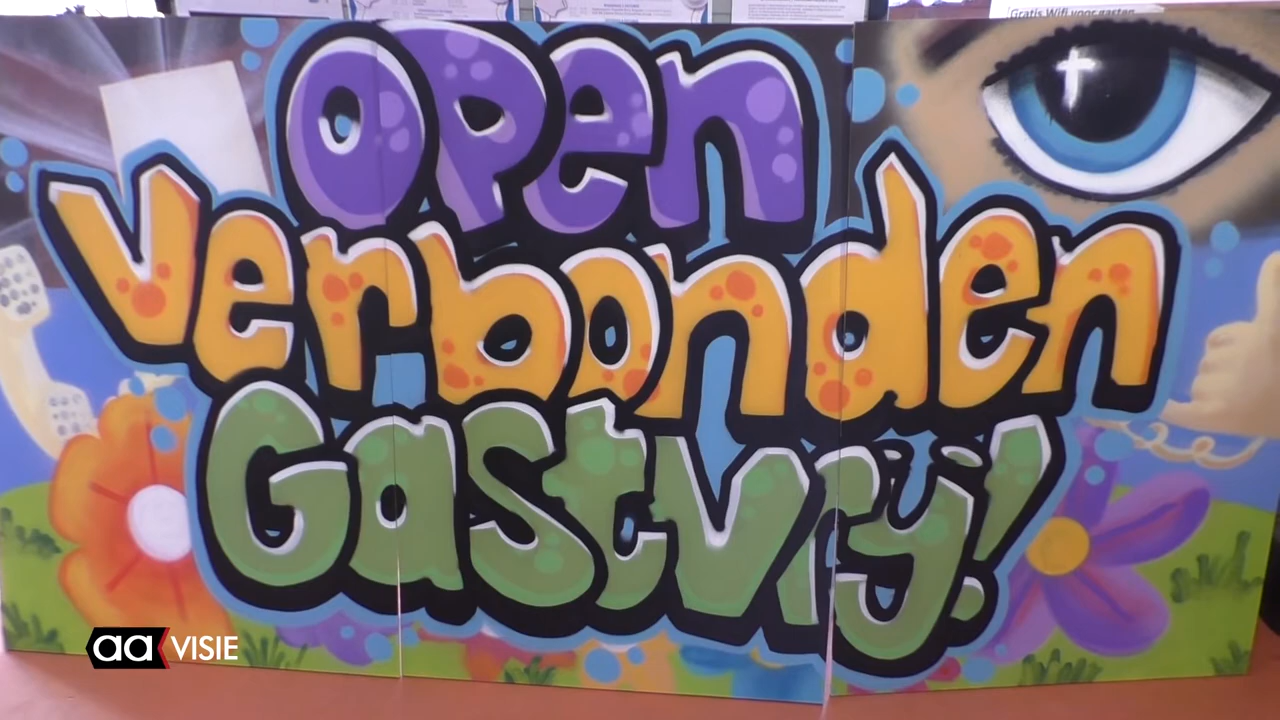 Gratis Wifi voor gasten
open
Verbonden
Gastvrij!
aa VISIE